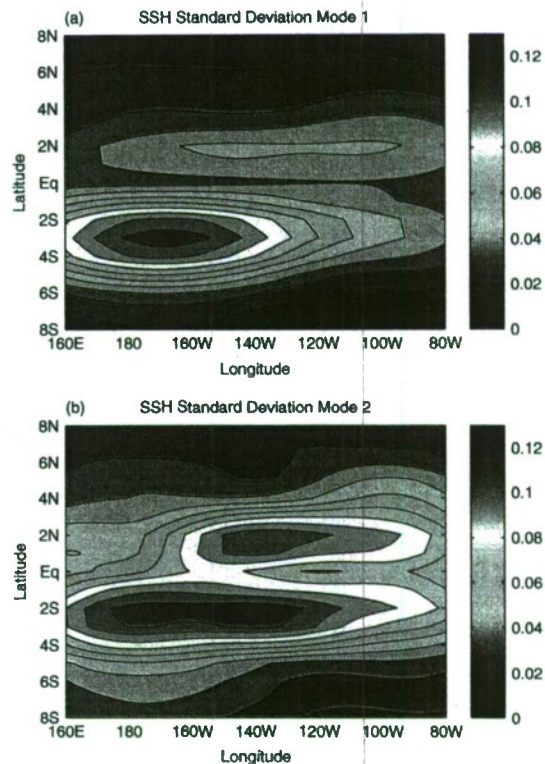 (a) SSH Standard Deviation Mode 1
8N
6N
4N
2N
Eq
2S
4S
6S
8S
Latitude
160E 180 160W 140W 120W 100W 80W
Longitude
0.12
0.1
0.08
0.06
0.04
0.02
0
(b) SSH Standard Deviation Mode 2
8N
6N
4N
2N
Eq
2S
4S
6S
8S
Latitude
160E 180 160W 140W 120W 100W 80W
Longitude
0.12
0.1
0.08
0.06
0.04
0.02
0